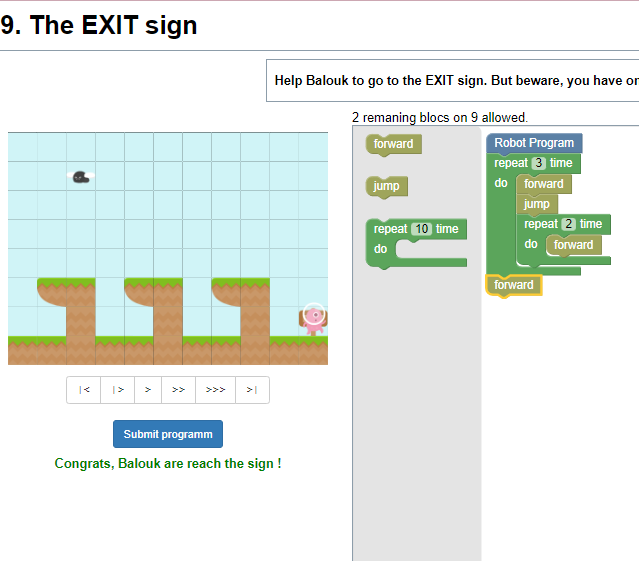 9. The EXIT sign
Help Balouk to go to the EXIT sign. But beware, you have or
2 remaning blocs on 9 allowed.
forward
jump
repeat 10 time
do
Robot Program
repeat 3 time
do forward
jump
repeat 2 time
do forward
forward
|< |> > >> >>> >|
Submit programm
Congrats, Balouk are reach the sign !